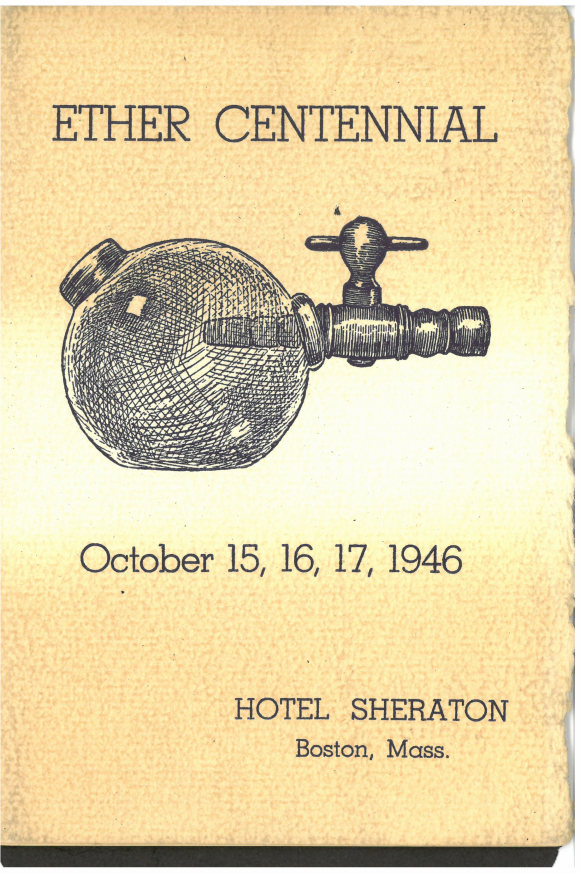 ETHER CENTENNIAL
October 15, 16, 17, 1946
HOTEL SHERATON
Boston, Mass.